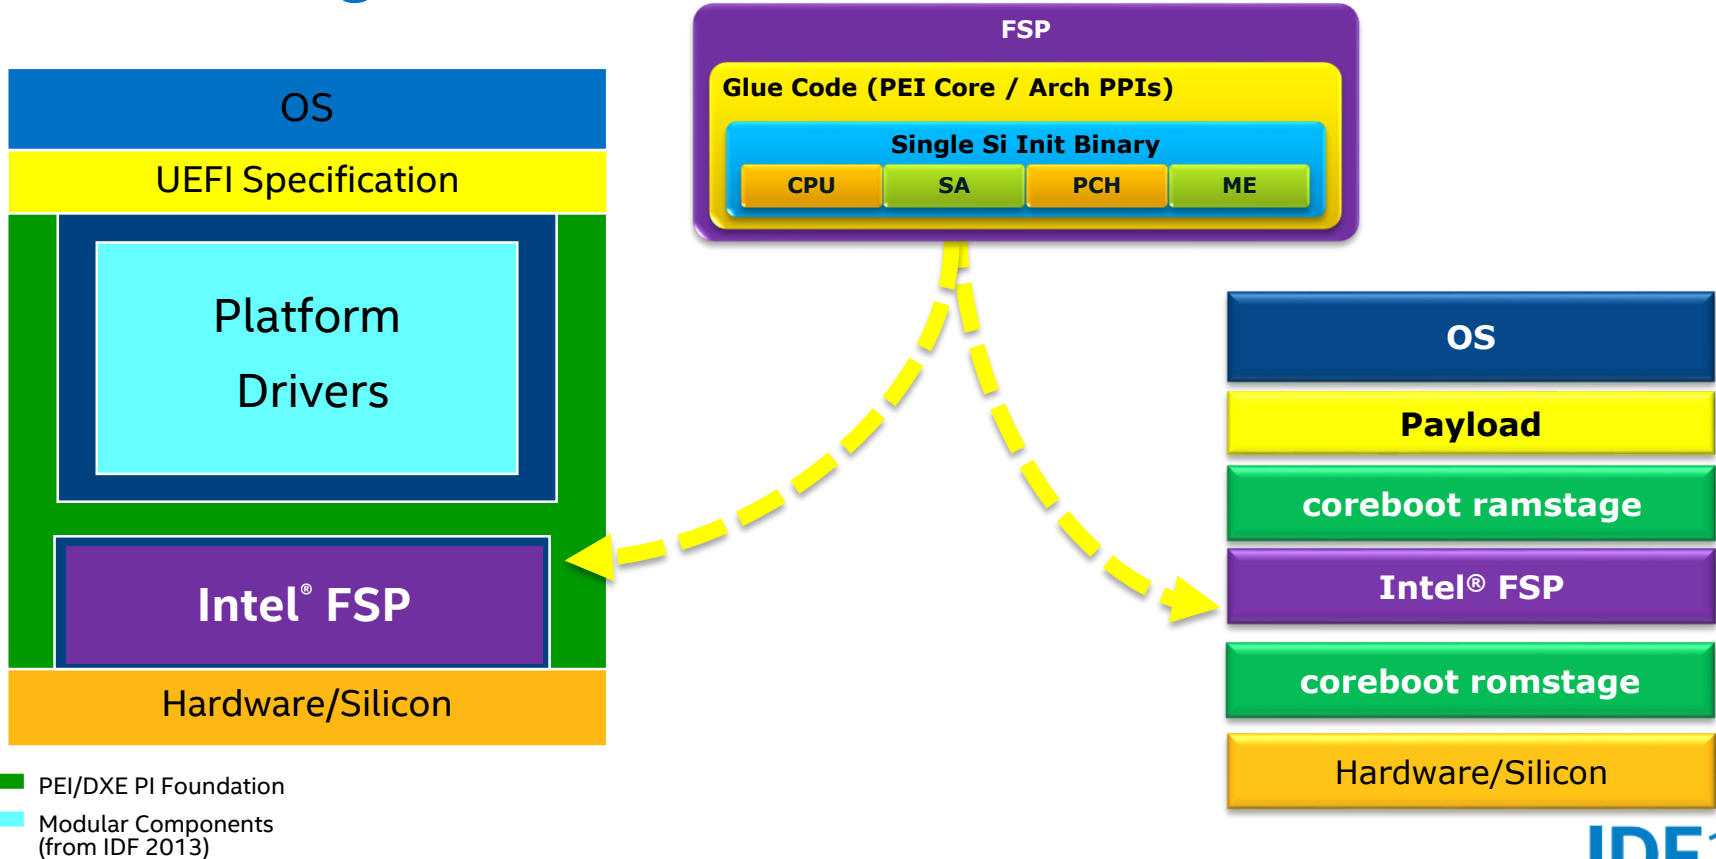 FSP
Glue Code (PEI Core / Arch PPIs)
Single Si Init Binary
CPU SA PCH ME
OS
UEFI Specification
Platform
Drivers
Intel® FSP
Hardware/Silicon
PEI/DXE PI Foundation
Modular Components
(from IDF 2013)
OS
Payload
coreboot ramstage
Intel® FSP
coreboot romstage
Hardware/Silicon